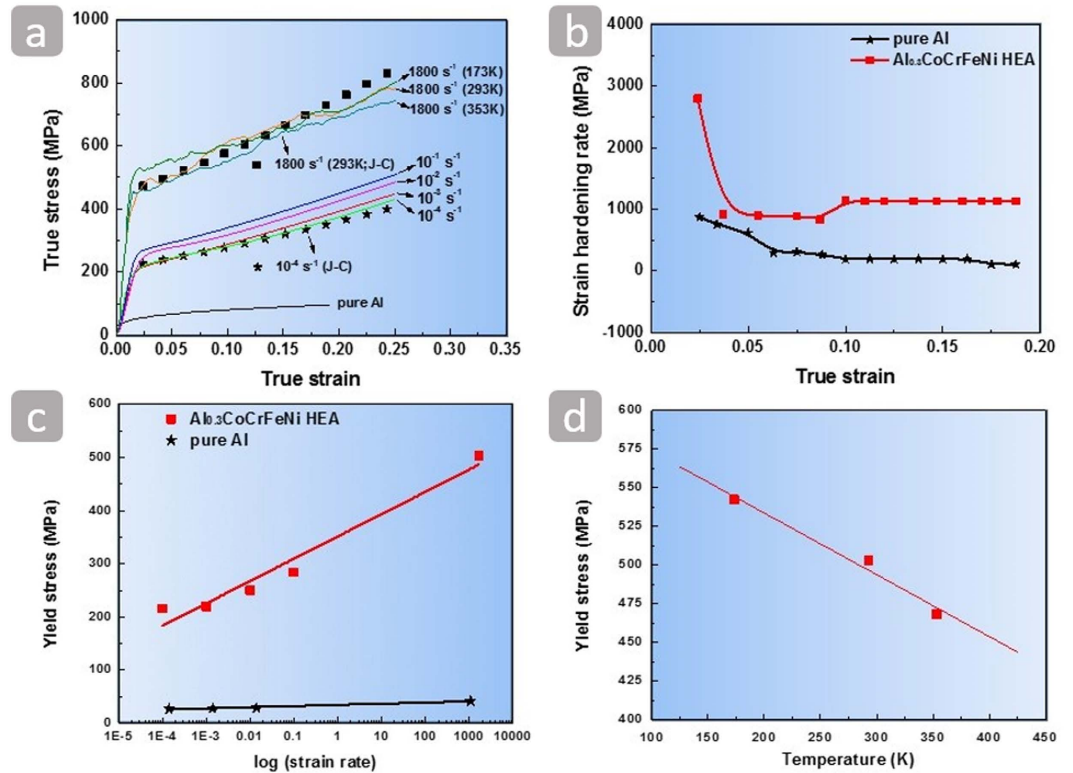 a
1000
800
600
400
200
0
0.00 0.05 0.10 0.15 0.20 0.25 0.30 0.35
True stress (MPa)
True strain
1800 s⁻¹ (173K)
1800 s⁻¹ (293K)
1800 s⁻¹ (353K)
1800 s⁻¹ (293K;J-C)
10⁻¹ s⁻¹
10⁻² s⁻¹
10⁻³ s⁻¹
10⁻⁴ s⁻¹
10⁻⁴ s⁻¹ (J-C)
pure Al
b
4000
3000
2000
1000
0
-1000
0.00 0.05 0.10 0.15 0.20
Strain hardening rate (MPa)
True strain
pure Al
Al₀.₃CoCrFeNi HEA
c
600
500
400
300
200
100
0
1E-5 1E-4 1E-3 0.01 0.1 1 10 100 1000 10000
Yield stress (MPa)
log (strain rate)
Al₀.₃CoCrFeNi HEA
pure Al
d
600
575
550
525
500
475
450
425
400
100 150 200 250 300 350 400 450
Yield stress (MPa)
Temperature (K)